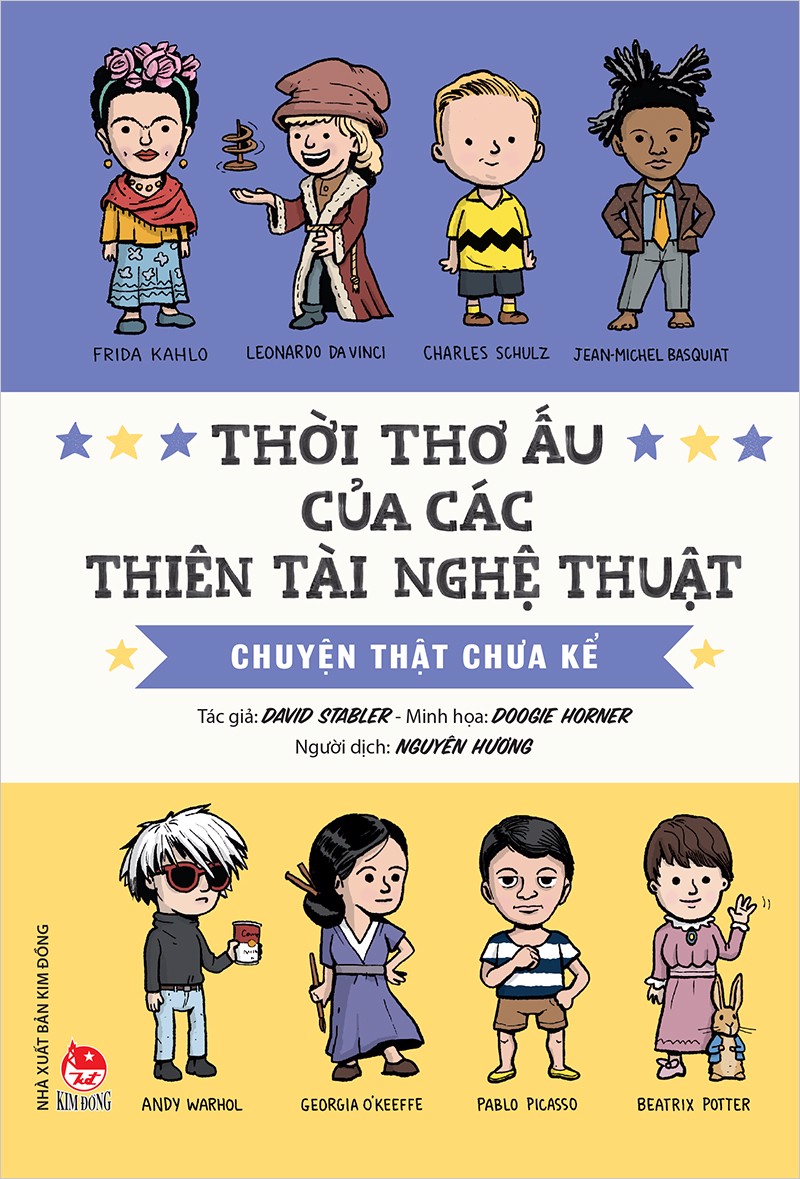 FRIDA KAHLO
LEONARDO DA VINCI
CHARLES SCHULZ
JEAN-MICHEL BASQUIAT
THỜI THƠ ẤU
CỦA CÁC
THIÊN TÀI NGHỆ THUẬT
CHUYỆN THẬT CHƯA KỂ
Tác giả: DAVID STABLER - Minh họa: DOOGIE HORNER
Người dịch: NGUYÊN HƯƠNG
NHÀ XUẤT BẢN KIM ĐỒNG
KIM ĐỒNG
ANDY WARHOL
GEORGIA O'KEEFFE
PABLO PICASSO
BEATRIX POTTER